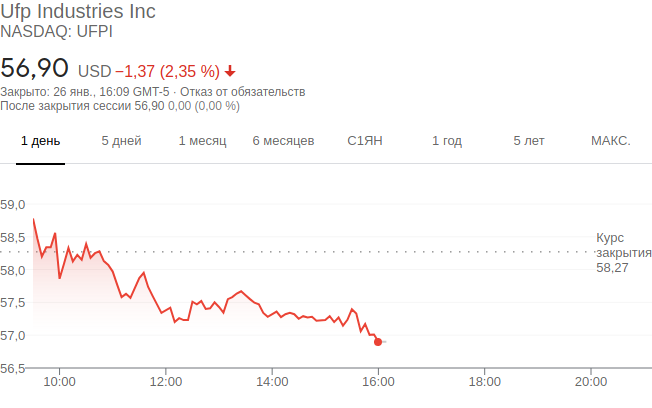 Ufp Industries Inc
NASDAQ: UFPI
56,90 USD −1,37 (2,35 %)
Закрыто: 26 янв., 16:09 GMT-5 · Отказ от обязательств
После закрытия сессии 56,90 0,00 (0,00 %)
1 день 5 дней 1 месяц 6 месяцев С1ЯН 1 год 5 лет МАКС.
59,0
58,5
Курс
закрытия
58,27
58,0
57,5
57,0
56,5
10:00 12:00 14:00 16:00 18:00 20:00